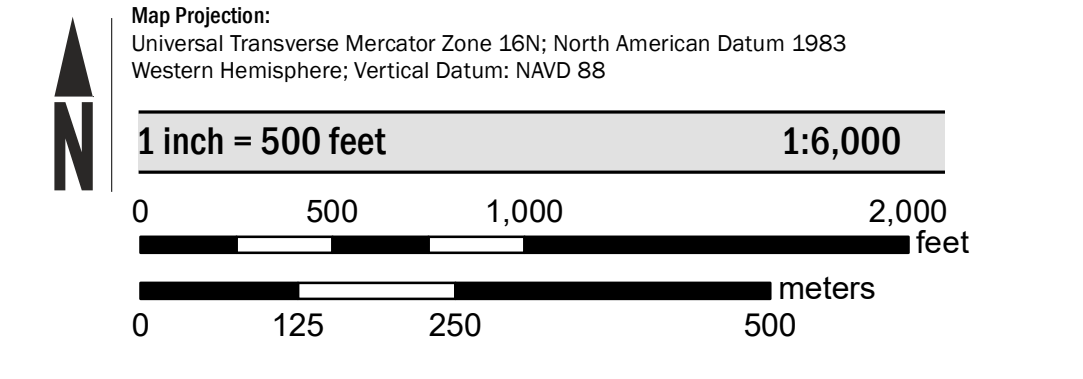 Map Projection:
Universal Transverse Mercator Zone 16N; North American Datum 1983
Western Hemisphere; Vertical Datum: NAVD 88
N
1 inch = 500 feet 1:6,000
0 500 1,000 2,000
feet
meters
0 125 250 500